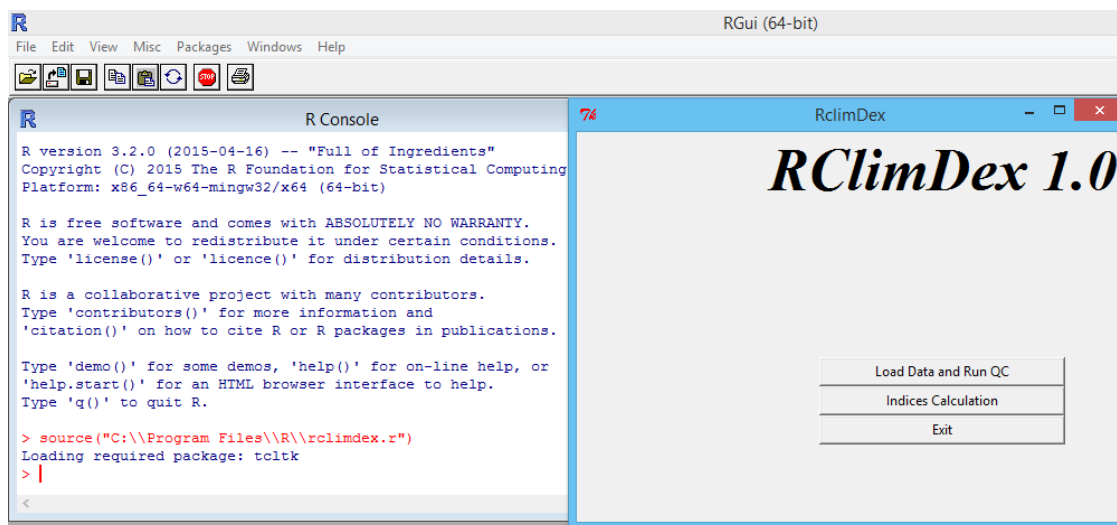 RGui (64-bit)
File Edit View Misc Packages Windows Help
STOP
R Console
R version 3.2.0 (2015-04-16) -- "Full of Ingredients"
Copyright (C) 2015 The R Foundation for Statistical Computing
Platform: x86_64-w64-mingw32/x64 (64-bit)
R is free software and comes with ABSOLUTELY NO WARRANTY.
You are welcome to redistribute it under certain conditions.
Type 'license()' or 'licence()' for distribution details.
R is a collaborative project with many contributors.
Type 'contributors()' for more information and
'citation()' on how to cite R or R packages in publications.
Type 'demo()' for some demos, 'help()' for on-line help, or
'help.start()' for an HTML browser interface to help.
Type 'q()' to quit R.
> source("C:\\Program Files\\R\\rclimdex.r")
Loading required package: tcltk
>
RclimDex
RClimDex 1.0
Load Data and Run QC
Indices Calculation
Exit